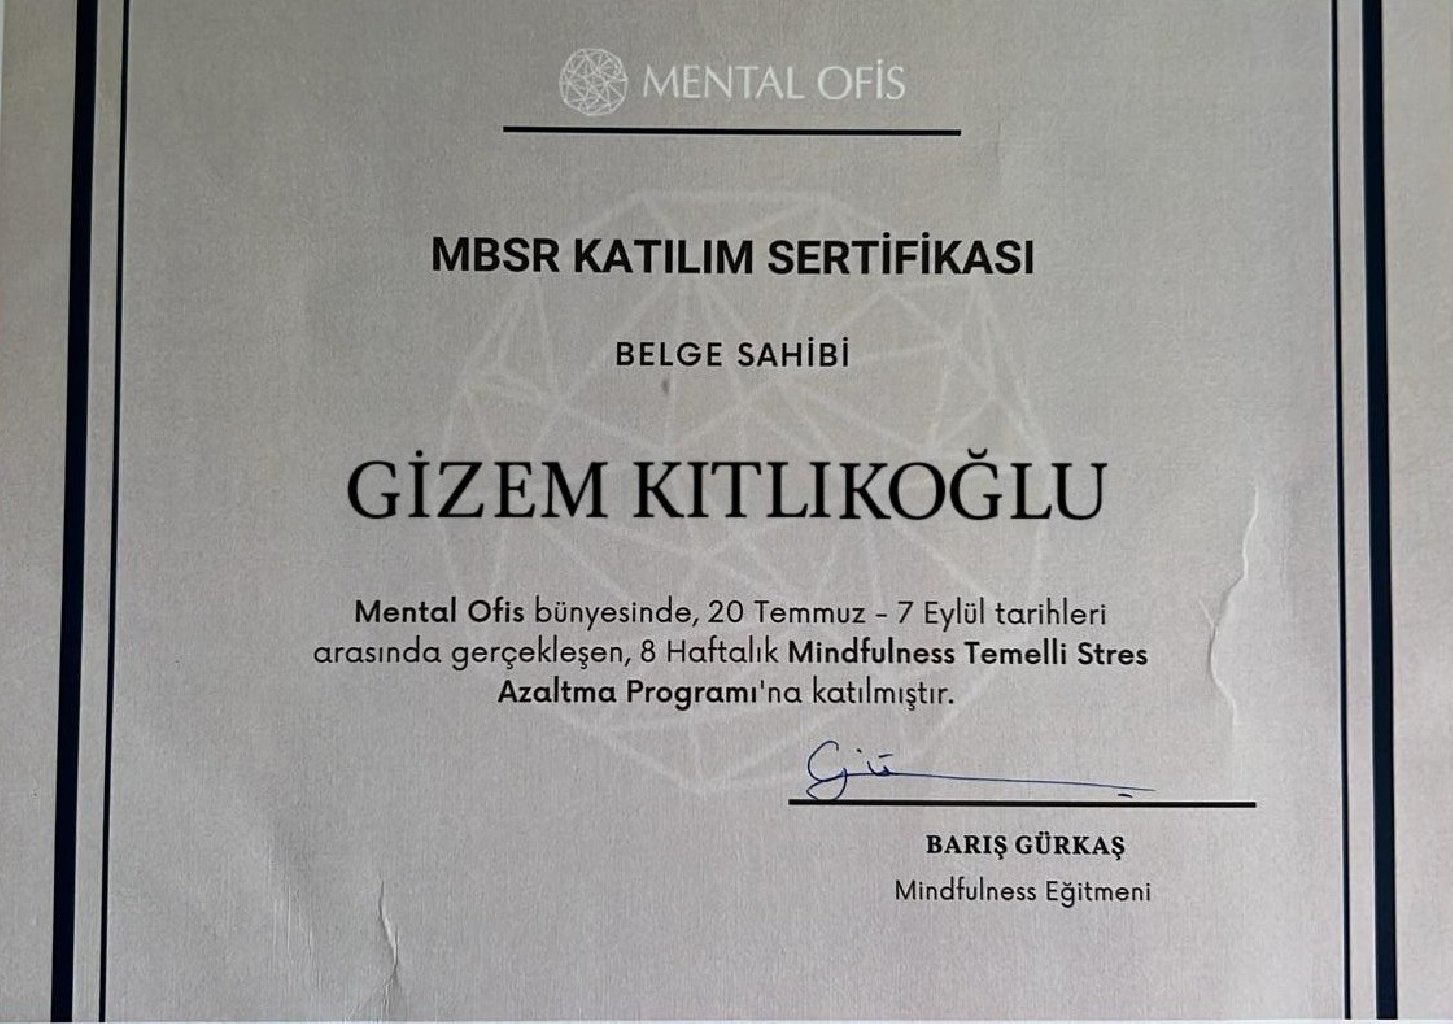 MENTAL OFİS
MBSR KATILIM SERTİFİKASI
BELGE SAHİBİ
GİZEM KITLIKOĞLU
Mental Ofis bünyesinde, 20 Temmuz - 7 Eylül tarihleri
arasında gerçekleşen, 8 Haftalık Mindfulness Temelli Stres
Azaltma Programı'na katılmıştır.
BARIŞ GÜRKAŞ
Mindfulness Eğitmeni